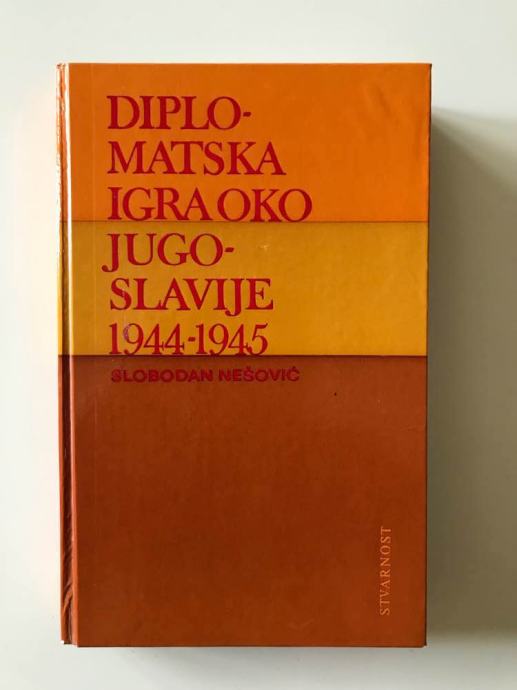 DIPLO-
MATSKA
IGRA OKO
JUGO-
SLAVIJE
1944-1945
SLOBODAN NEŠOVIĆ
STVARNOST